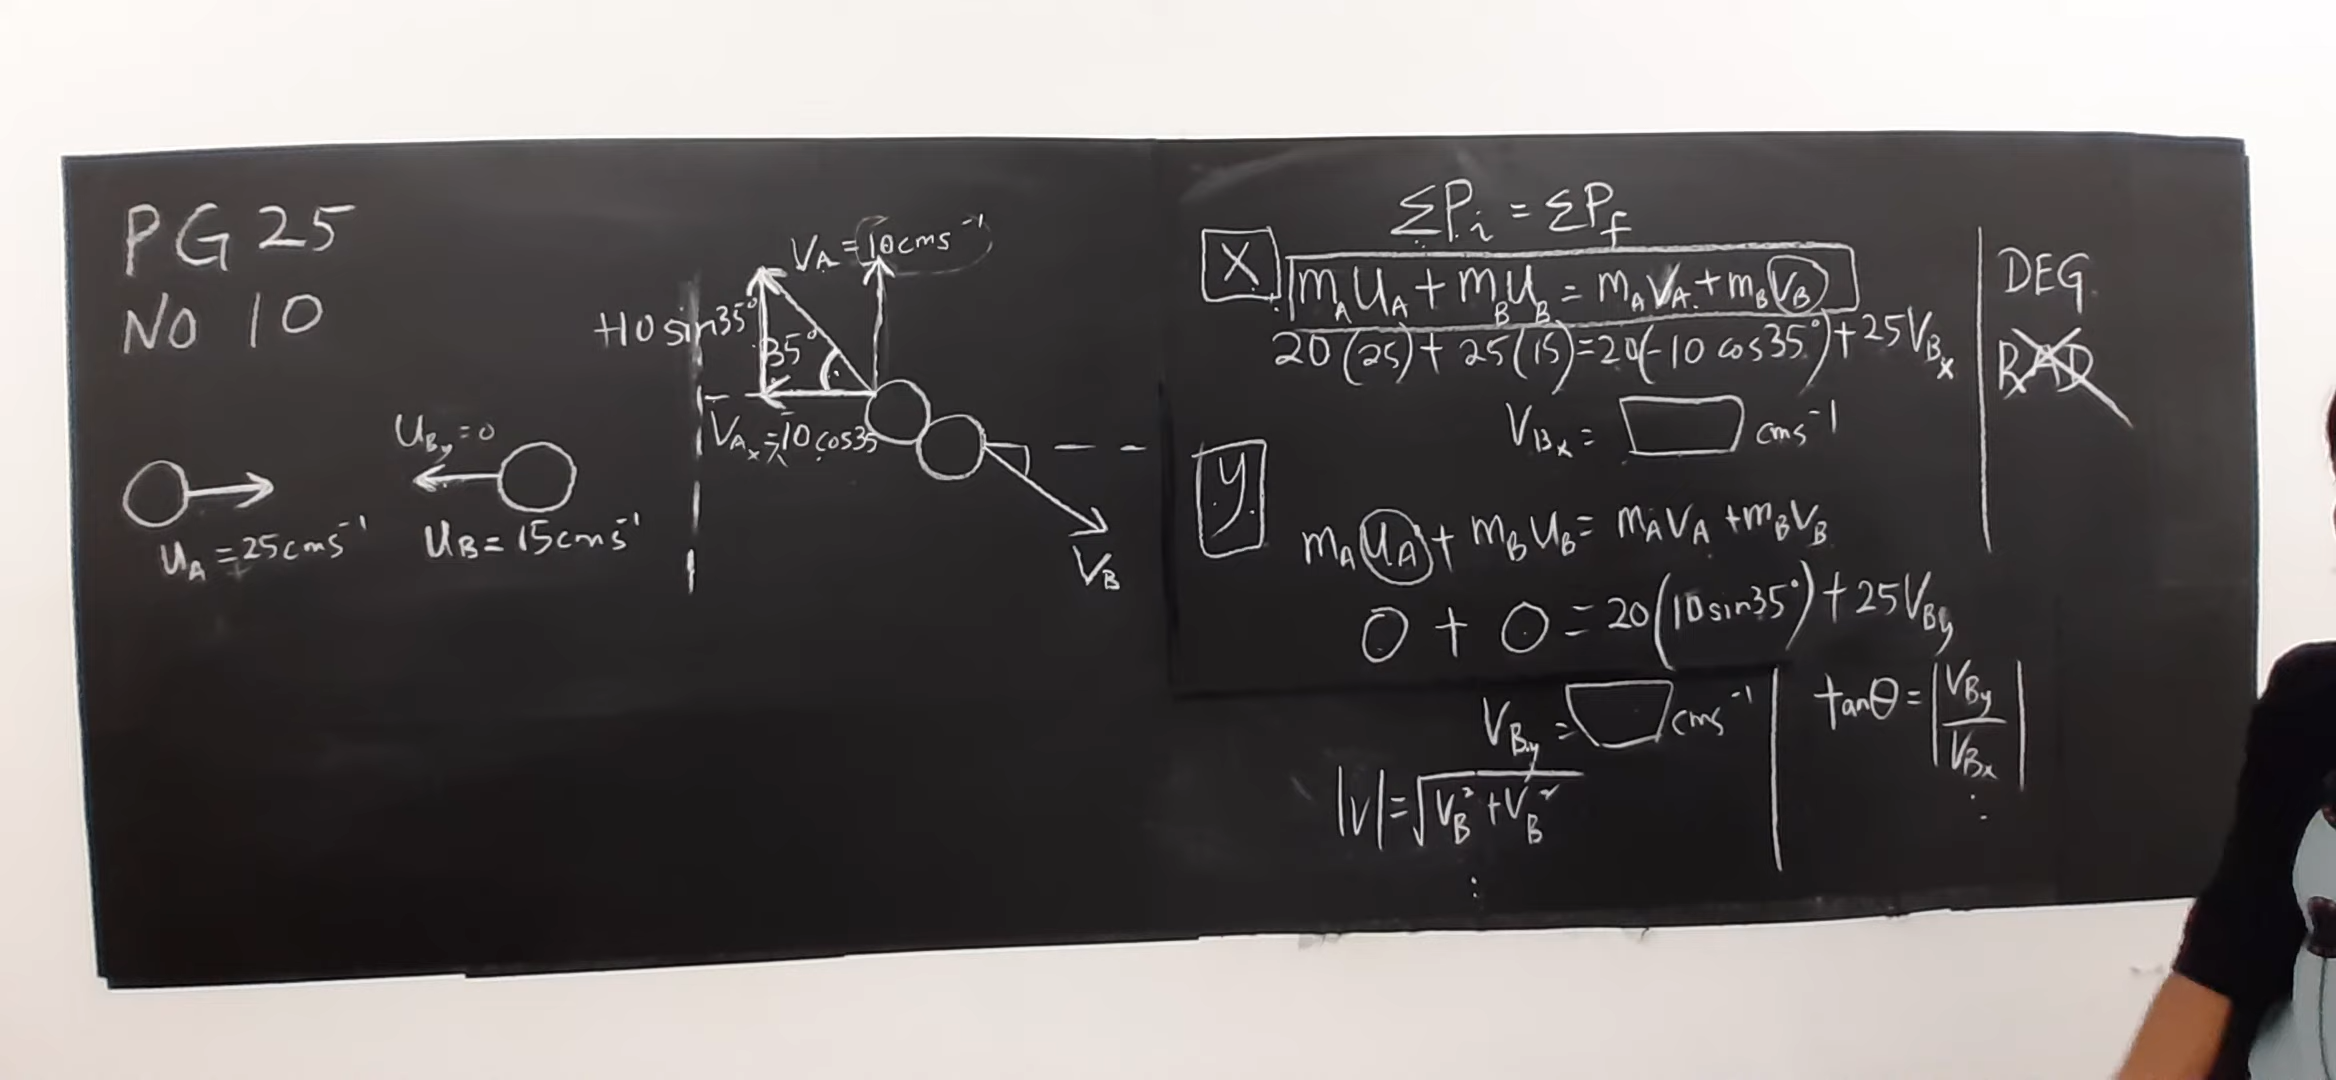 PG 25
NO 10
V_A = 10cms⁻¹
+10 sin35°
35°
V_Ax = -10 cos35
U_By = 0
U_A = 25cms⁻¹
U_B = 15cms⁻¹
V_B
ΣP_i = ΣP_f
X
m_A U_A + m_B U_B = m_A V_A + m_B V_B
20(25) + 25(15) = 20(-10 cos35°) + 25V_Bx
V_Bx = cms⁻¹
y
m_A U_A + m_B U_B = m_A V_A + m_B V_B
0 + 0 = 20(10sin35°) + 25V_By
V_By = cms⁻¹
|V| = √V_B² + V_B²
⋮
tanθ = |V_By / V_Bx|
⋮
DEG
RAD